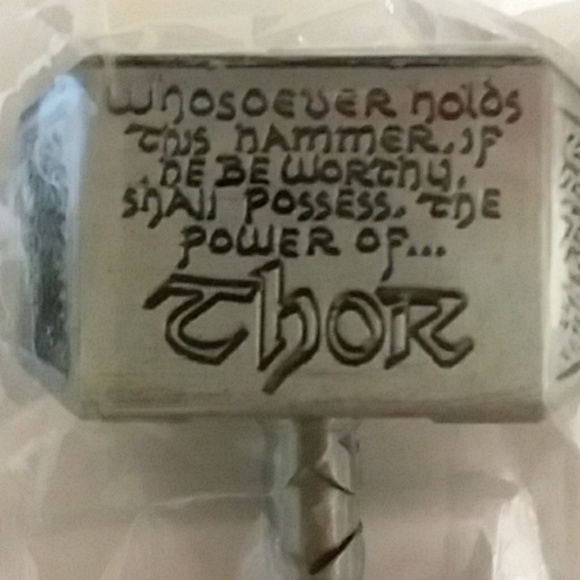 Whosoever holds
this hammer, if
he be worthy,
shall possess, the
power of...
Thor